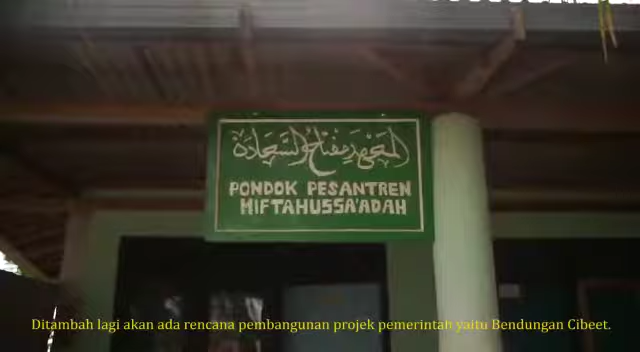 المعهد مفتاح السعادة
PONDOK PESANTREN
MIFTAHUSSA'ADAH
Ditambah lagi akan ada rencana pembangunan projek pemerintah yaitu Bendungan Cibeet.